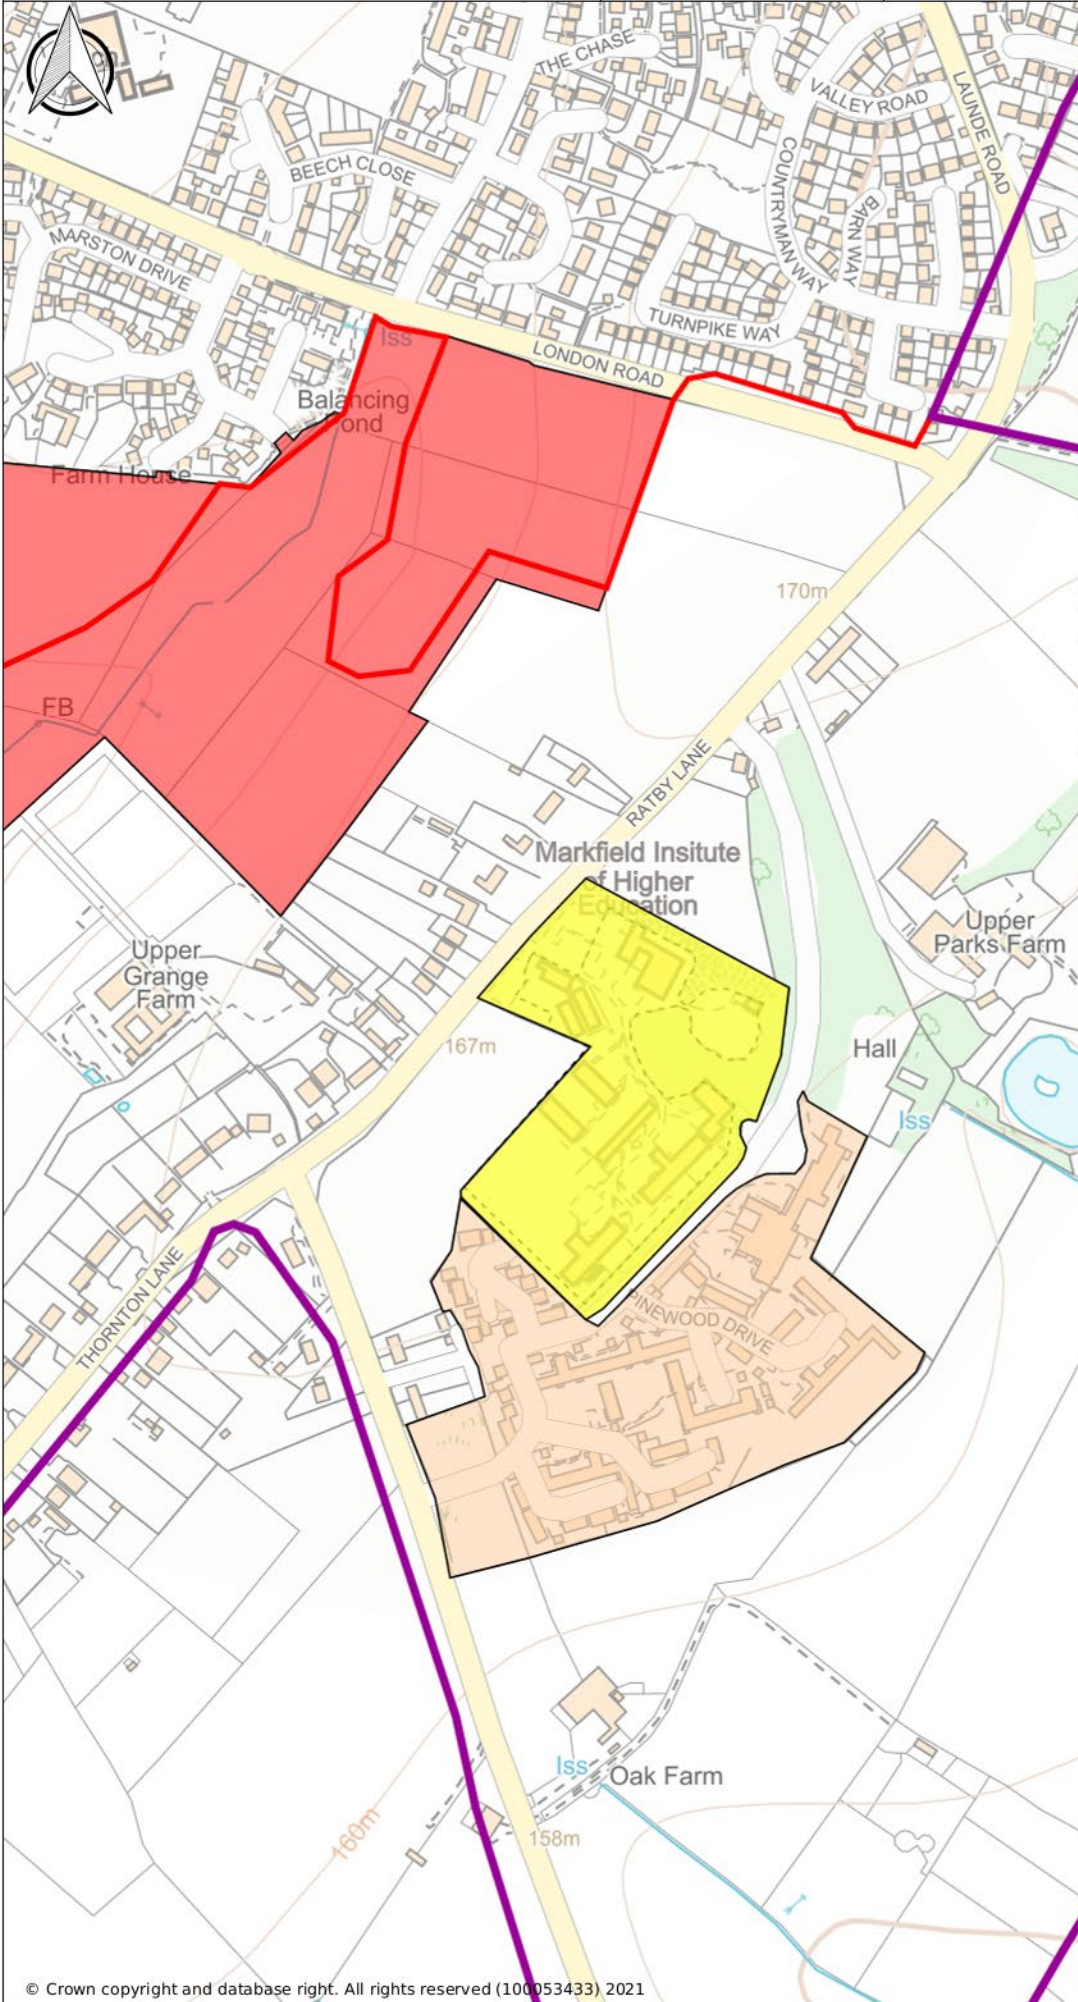 THE CHASE
VALLEY ROAD
LAUNDE ROAD
BEECH CLOSE
COUNTRYMAN WAY
BARN WAY
MARSTON DRIVE
TURNPIKE WAY
Iss
LONDON ROAD
Balancing
Pond
Farm House
170m
FB
RATBY LANE
Markfield Insitute
of Higher
Education
Upper
Parks Farm
Upper
Grange
Farm
167m
Hall
Iss
THORNTON LANE
PINEWOOD DRIVE
Iss
Oak Farm
160m
158m
© Crown copyright and database right. All rights reserved (100053433) 2021